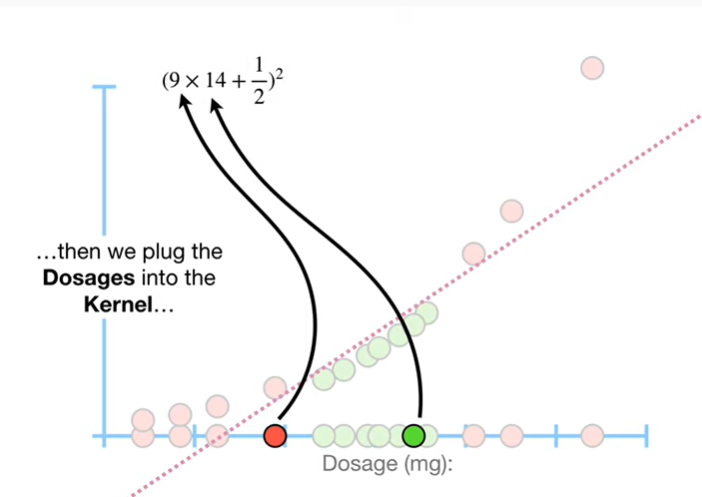 (9 × 14 + 1/2)²
…then we plug the
Dosages into the
Kernel…
Dosage (mg):